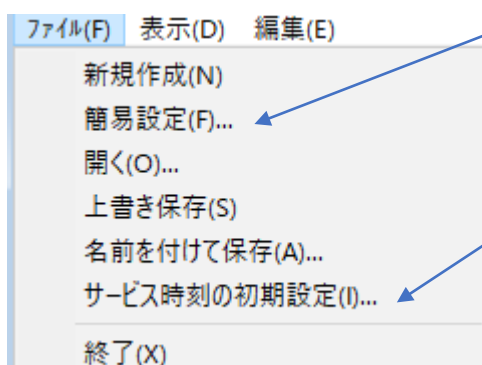 ﾌｧｲﾙ(F) 表示(D) 編集(E)
新規作成(N)
簡易設定(F)...
開く(O)...
上書き保存(S)
名前を付けて保存(A)...
サービス時刻の初期設定(I)...
終了(X)